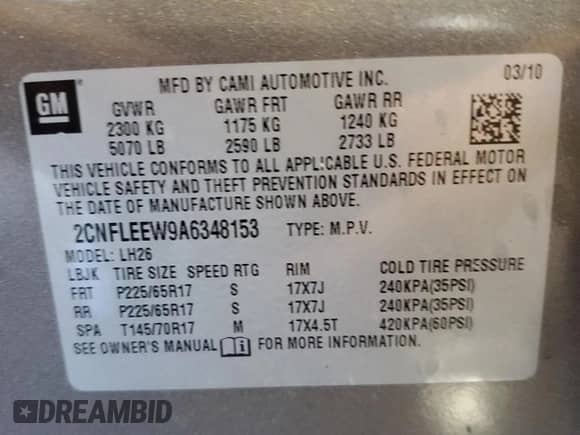 GM
MFD BY CAMI AUTOMOTIVE INC. 03/10
GVWR GAWR FRT GAWR RR
2300 KG 1175 KG 1240 KG
5070 LB 2590 LB 2733 LB
THIS VEHICLE CONFORMS TO ALL APPL:CABLE U.S. FEDERAL MOTOR
VEHICLE SAFETY AND THEFT PREVENTION STANDARDS IN EFFECT ON
THE DATE OF MANUFACTURE SHOWN ABOVE.
2CNFLEEW9A6348153 TYPE: M.P.V.
MODEL: LH26
LBJK TIRE SIZE SPEED RTG RIM COLD TIRE PRESSURE
FRT P225/65R17 S 17X7J 240KPA(35PSI)
RR P225/65R17 S 17X7J 240KPA(35PSI)
SPA T145/70R17 M 17X4.5T 420KPA(60PSI)
SEE OWNER'S MANUAL FOR MORE INFORMATION.
DREAMBID